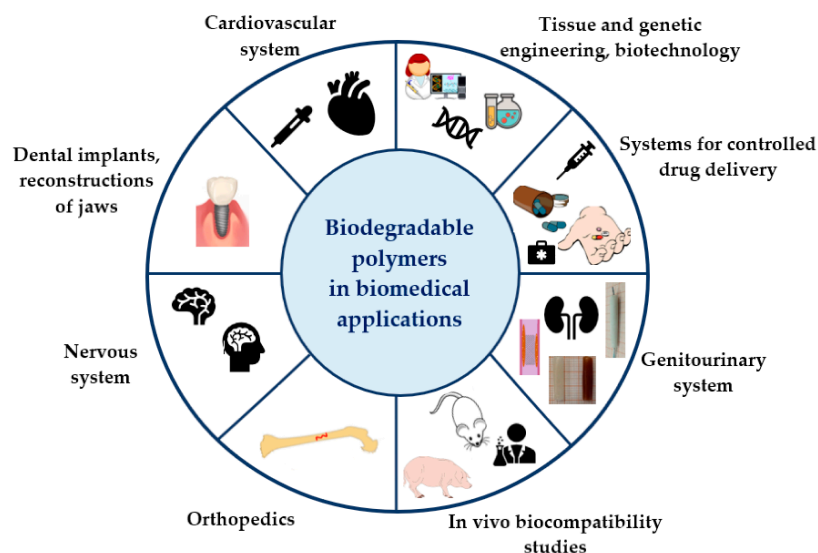 Cardiovascular
system
Tissue and genetic
engineering, biotechnology
Systems for controlled
drug delivery
Genitourinary
system
In vivo biocompatibility
studies
Orthopedics
Nervous
system
Dental implants,
reconstructions
of jaws
Biodegradable
polymers
in biomedical
applications